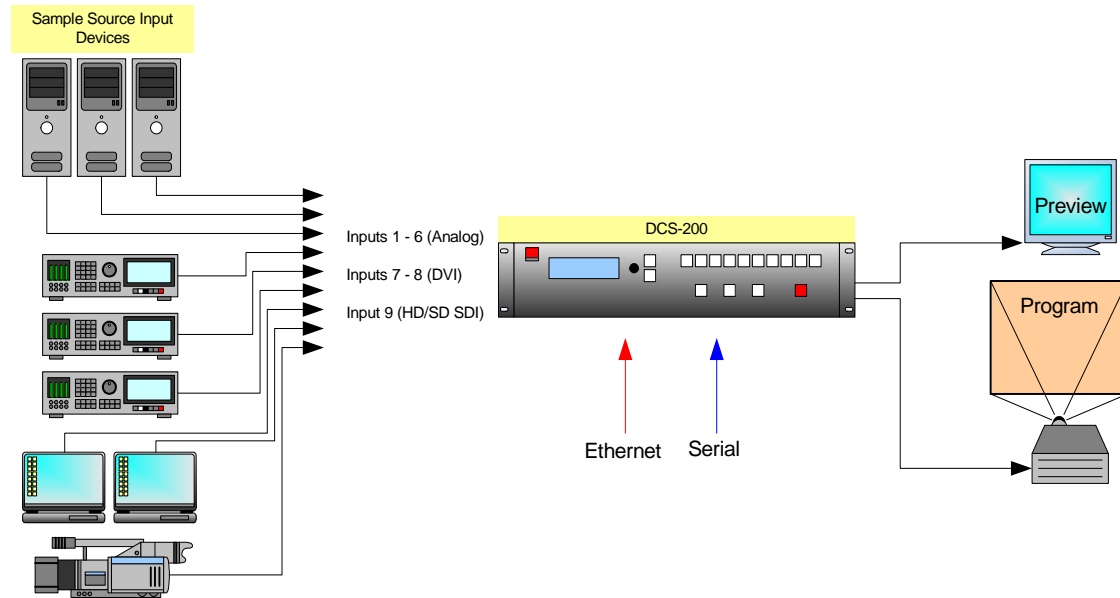 Sample Source Input
Devices
Inputs 1 - 6 (Analog)
Inputs 7 - 8 (DVI)
Input 9 (HD/SD SDI)
DCS-200
Ethernet
Serial
Preview
Program